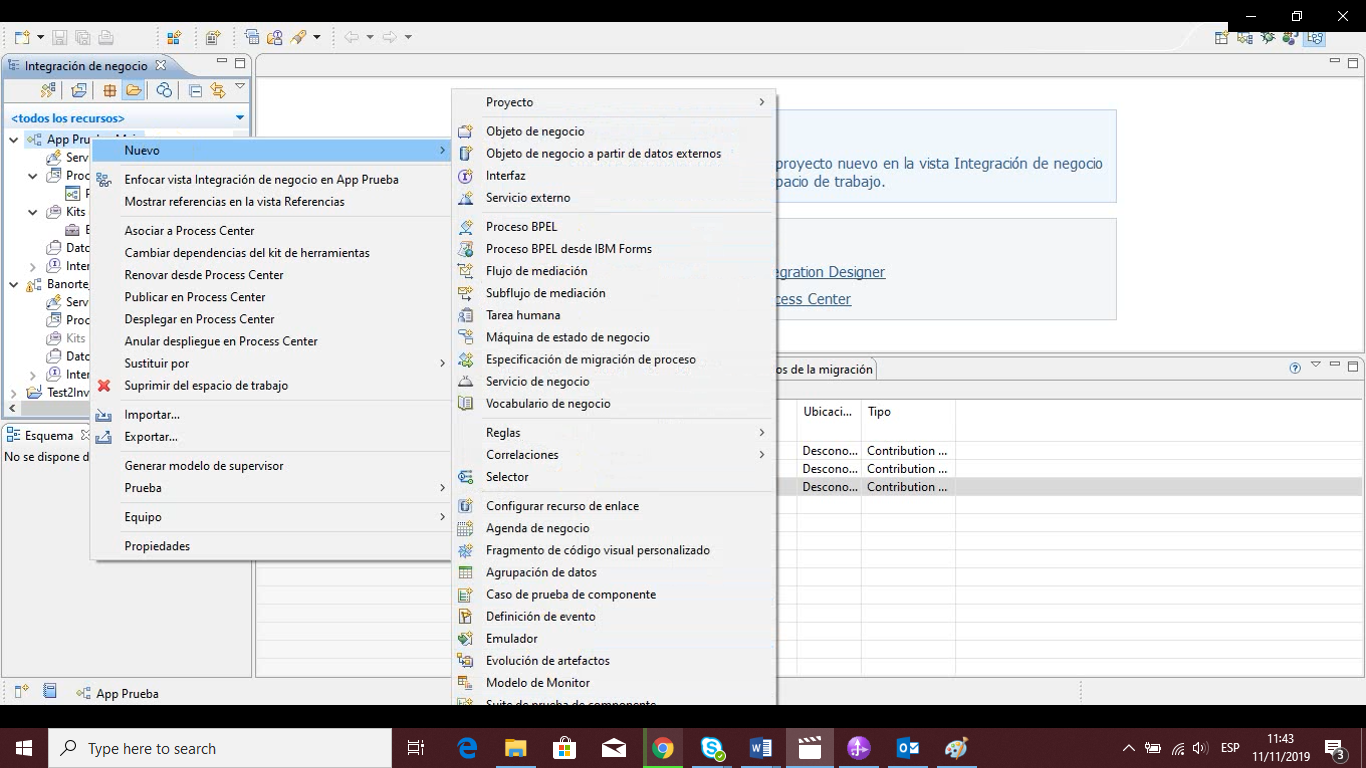 Integración de negocio
<todos los recursos>
App Pru
Serv
Proc
Kits
Dato
Inter
Banorte
Serv
Proc
Kits
Dato
Inter
Test2Inv
Esquema
No se dispone d
Nuevo
Enfocar vista Integración de negocio en App Prueba
Mostrar referencias en la vista Referencias
Asociar a Process Center
Cambiar dependencias del kit de herramientas
Renovar desde Process Center
Publicar en Process Center
Desplegar en Process Center
Anular despliegue en Process Center
Sustituir por
Suprimir del espacio de trabajo
Importar...
Exportar...
Generar modelo de supervisor
Prueba
Equipo
Propiedades
Proyecto
Objeto de negocio
Objeto de negocio a partir de datos externos
Interfaz
Servicio externo
Proceso BPEL
Proceso BPEL desde IBM Forms
Flujo de mediación
Subflujo de mediación
Tarea humana
Máquina de estado de negocio
Especificación de migración de proceso
Servicio de negocio
Vocabulario de negocio
Reglas
Correlaciones
Selector
Configurar recurso de enlace
Agenda de negocio
Fragmento de código visual personalizado
Agrupación de datos
Caso de prueba de componente
Definición de evento
Emulador
Evolución de artefactos
Modelo de Monitor
Suite de prueba de componente
proyecto nuevo en la vista Integración de negocio
pacio de trabajo.
egration Designer
cess Center
os de la migración
Ubicaci... Tipo
Descono... Contribution ...
Descono... Contribution ...
Descono... Contribution ...
App Prueba
Type here to search
ESP
11:43
11/11/2019
3